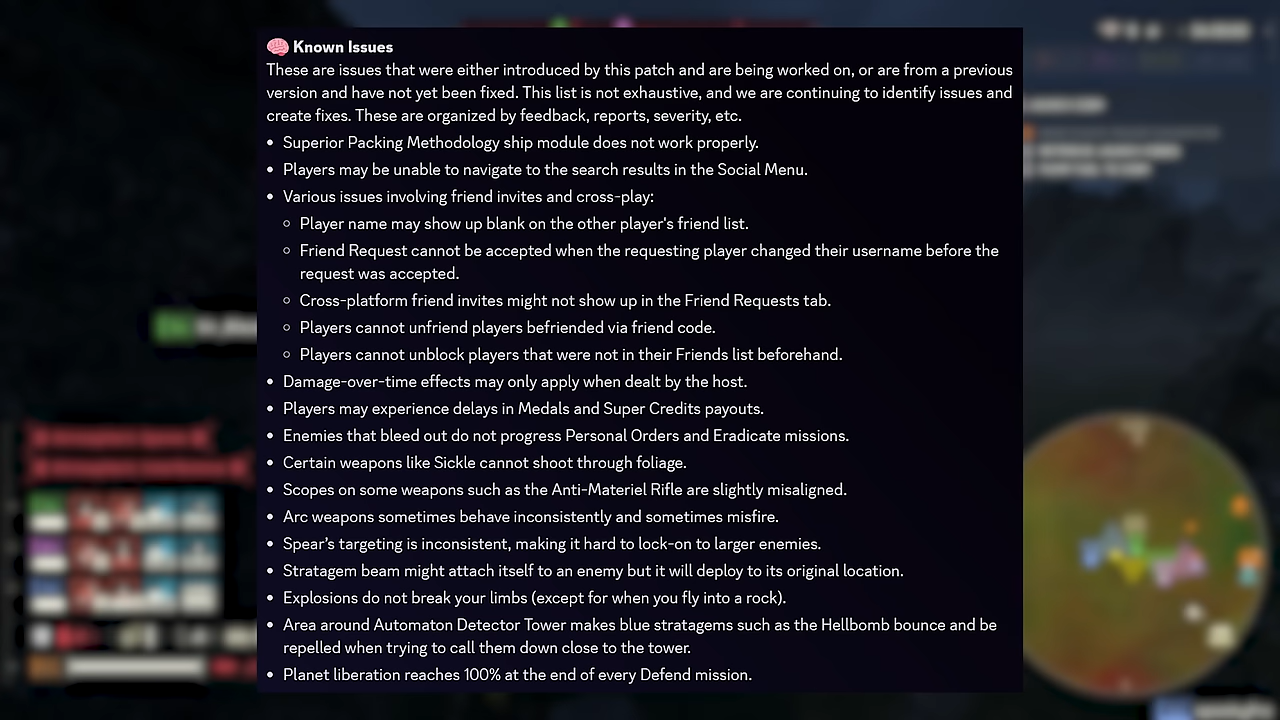 🧠 Known Issues
These are issues that were either introduced by this patch and are being worked on, or are from a previous
version and have not yet been fixed. This list is not exhaustive, and we are continuing to identify issues and
create fixes. These are organized by feedback, reports, severity, etc.
• Superior Packing Methodology ship module does not work properly.
• Players may be unable to navigate to the search results in the Social Menu.
• Various issues involving friend invites and cross-play:
◦ Player name may show up blank on the other player's friend list.
◦ Friend Request cannot be accepted when the requesting player changed their username before the
request was accepted.
◦ Cross-platform friend invites might not show up in the Friend Requests tab.
◦ Players cannot unfriend players befriended via friend code.
◦ Players cannot unblock players that were not in their Friends list beforehand.
• Damage-over-time effects may only apply when dealt by the host.
• Players may experience delays in Medals and Super Credits payouts.
• Enemies that bleed out do not progress Personal Orders and Eradicate missions.
• Certain weapons like Sickle cannot shoot through foliage.
• Scopes on some weapons such as the Anti-Materiel Rifle are slightly misaligned.
• Arc weapons sometimes behave inconsistently and sometimes misfire.
• Spear’s targeting is inconsistent, making it hard to lock-on to larger enemies.
• Stratagem beam might attach itself to an enemy but it will deploy to its original location.
• Explosions do not break your limbs (except for when you fly into a rock).
• Area around Automaton Detector Tower makes blue stratagems such as the Hellbomb bounce and be
repelled when trying to call them down close to the tower.
• Planet liberation reaches 100% at the end of every Defend mission.